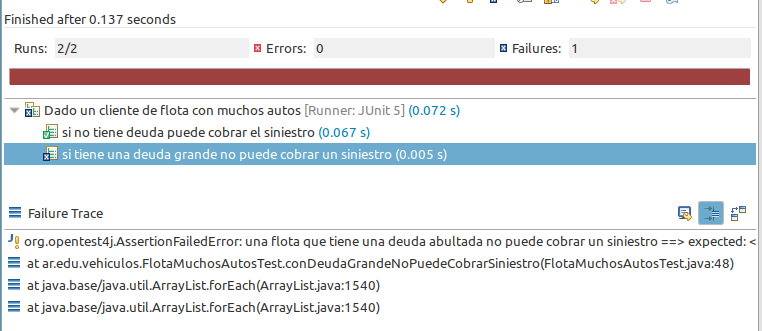 Finished after 0.137 seconds
Runs: 2/2 Errors: 0 Failures: 1
Dado un cliente de flota con muchos autos [Runner: JUnit 5] (0.072 s)
si no tiene deuda puede cobrar el siniestro (0.067 s)
si tiene una deuda grande no puede cobrar un siniestro (0.005 s)
Failure Trace
org.opentest4j.AssertionFailedError: una flota que tiene una deuda abultada no puede cobrar un siniestro ==> expected: <
at ar.edu.vehiculos.FlotaMuchosAutosTest.conDeudaGrandeNoPuedeCobrarSiniestro(FlotaMuchosAutosTest.java:48)
at java.base/java.util.ArrayList.forEach(ArrayList.java:1540)
at java.base/java.util.ArrayList.forEach(ArrayList.java:1540)